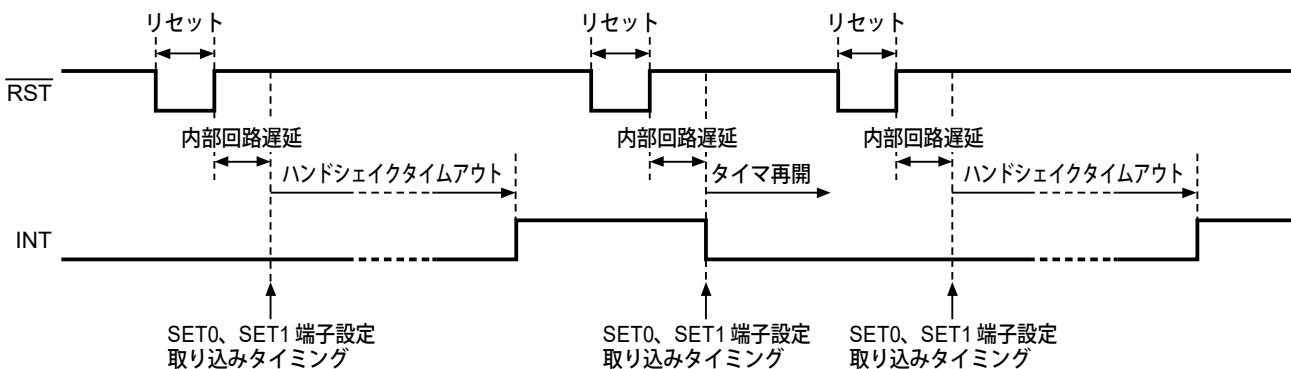 リセット
リセット
リセット
RST
内部回路遅延
内部回路遅延
内部回路遅延
ハンドシェイクタイムアウト
タイマ再開
ハンドシェイクタイムアウト
INT
SET0、SET1 端子設定
取り込みタイミング
SET0、SET1 端子設定
取り込みタイミング
SET0、SET1 端子設定
取り込みタイミング